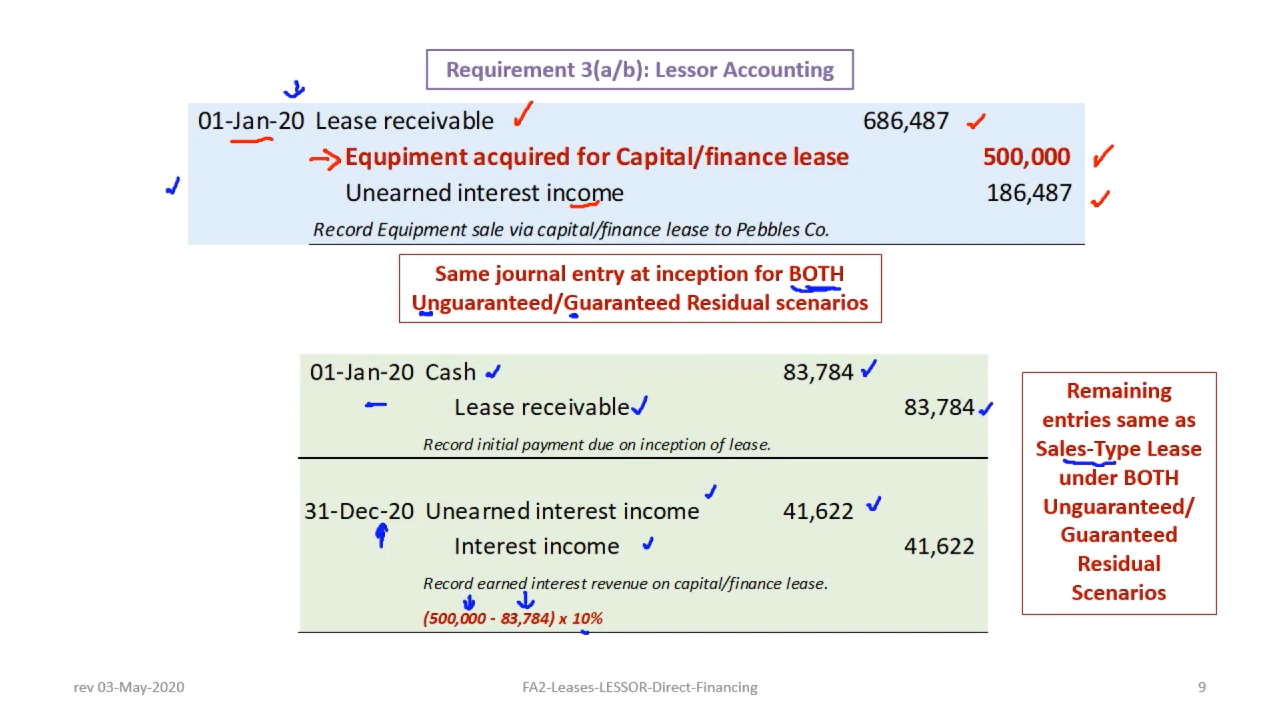 Requirement 3(a/b): Lessor Accounting
01-Jan-20 Lease receivable 686,487
Equpiment acquired for Capital/finance lease 500,000
Unearned interest income 186,487
Record Equipment sale via capital/finance lease to Pebbles Co.
Same journal entry at inception for BOTH
Unguaranteed/Guaranteed Residual scenarios
01-Jan-20 Cash 83,784
Lease receivable 83,784
Record initial payment due on inception of lease.
31-Dec-20 Unearned interest income 41,622
Interest income 41,622
Record earned interest revenue on capital/finance lease.
(500,000 - 83,784) x 10%
Remaining
entries same as
Sales-Type Lease
under BOTH
Unguaranteed/
Guaranteed
Residual
Scenarios
rev 03-May-2020 FA2-Leases-LESSOR-Direct-Financing 9